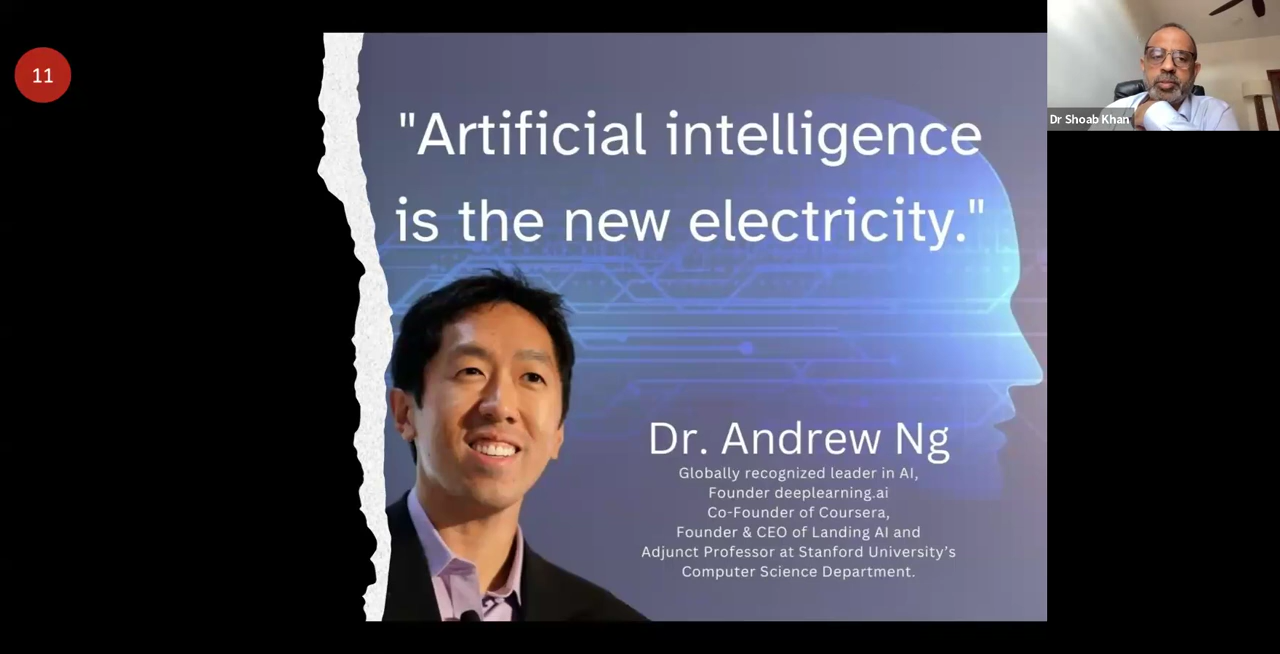 11
"Artificial intelligence
is the new electricity."
Dr. Andrew Ng
Globally recognized leader in AI,
Founder deeplearning.ai
Co-Founder of Coursera,
Founder & CEO of Landing AI and
Adjunct Professor at Stanford University's
Computer Science Department.
Dr Shoab Khan